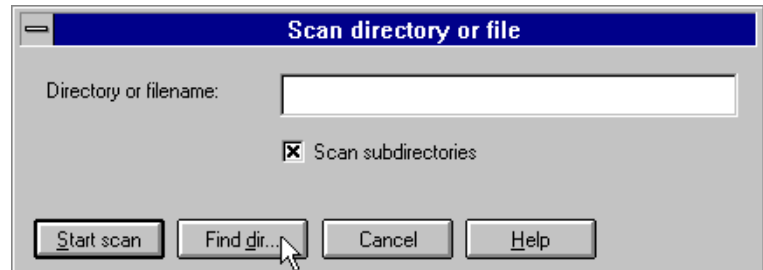 Scan directory or file
Directory or filename:
Scan subdirectories
Start scan Find dir... Cancel Help